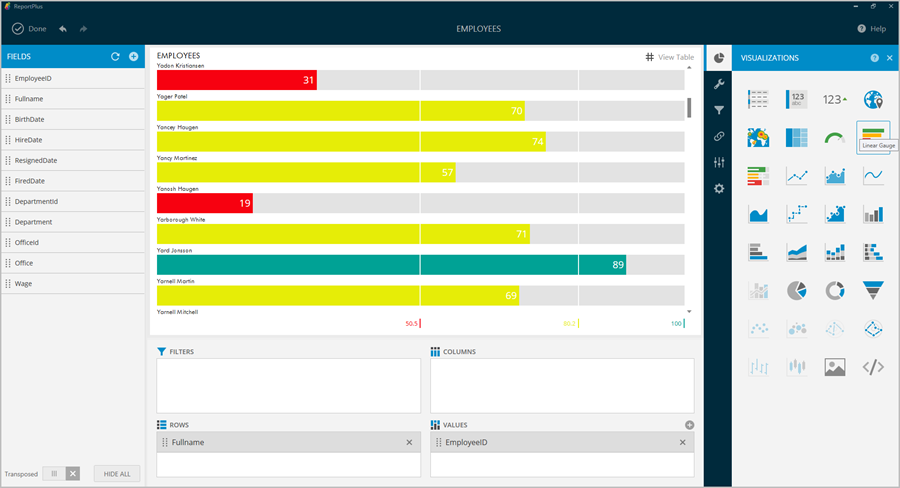 ReportPlus
Done
EMPLOYEES
Help
FIELDS
EmployeeID
Fullname
BirthDate
HireDate
ResignedDate
FiredDate
DepartmentId
Department
OfficeId
Office
Wage
Transposed
HIDE ALL
EMPLOYEES
View Table
Yadon Kristiansen
31
Yager Patel
70
Yancey Haugen
74
Yancy Martinez
57
Yanosh Haugen
19
Yarborough White
71
Yard Jonsson
89
Yarnell Martin
69
Yarnell Mitchell
50.5
80.2
100
FILTERS
COLUMNS
ROWS
Fullname
VALUES
EmployeeID
VISUALIZATIONS
123
abc
123
Linear Gauge